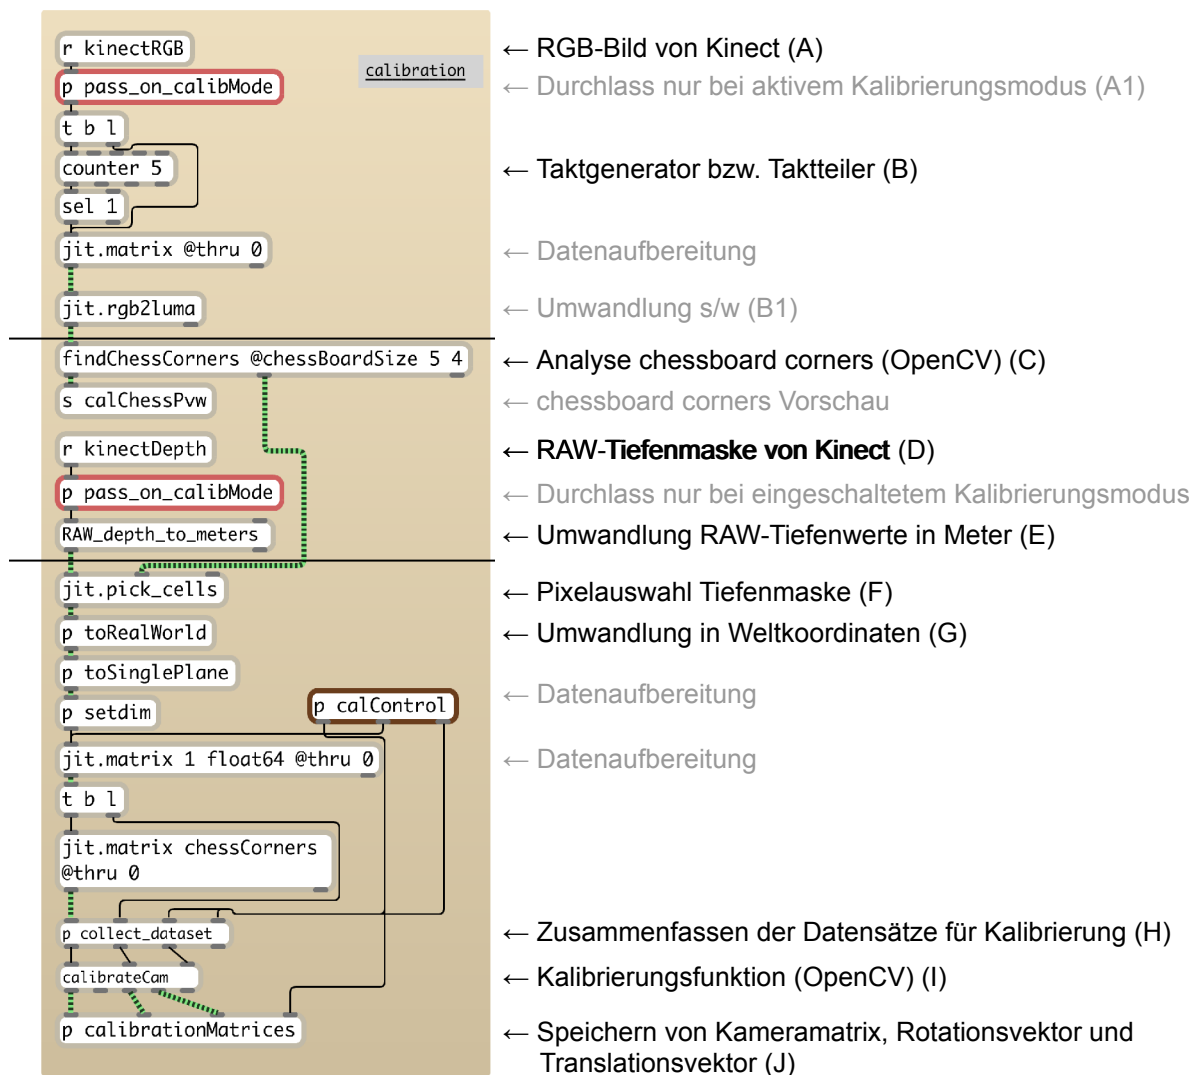 r kinectRGB
← RGB-Bild von Kinect (A)
calibration
p pass_on_calibMode
← Durchlass nur bei aktivem Kalibrierungsmodus (A1)
t b l
counter 5
← Taktgenerator bzw. Taktteiler (B)
sel 1
jit.matrix @thru 0
← Datenaufbereitung
jit.rgb2luma
← Umwandlung s/w (B1)
findChessCorners @chessBoardSize 5 4
← Analyse chessboard corners (OpenCV) (C)
s calChessPvw
← chessboard corners Vorschau
r kinectDepth
← RAW-Tiefenmaske von Kinect (D)
p pass_on_calibMode
← Durchlass nur bei eingeschaltetem Kalibrierungsmodus
RAW_depth_to_meters
← Umwandlung RAW-Tiefenwerte in Meter (E)
jit.pick_cells
← Pixelauswahl Tiefenmaske (F)
p toRealWorld
← Umwandlung in Weltkoordinaten (G)
p toSinglePlane
← Datenaufbereitung
p calControl
p setdim
jit.matrix 1 float64 @thru 0
← Datenaufbereitung
t b l
jit.matrix chessCorners
@thru 0
p collect_dataset
← Zusammenfassen der Datensätze für Kalibrierung (H)
calibrateCam
← Kalibrierungsfunktion (OpenCV) (I)
p calibrationMatrices
← Speichern von Kameramatrix, Rotationsvektor und
Translationsvektor (J)